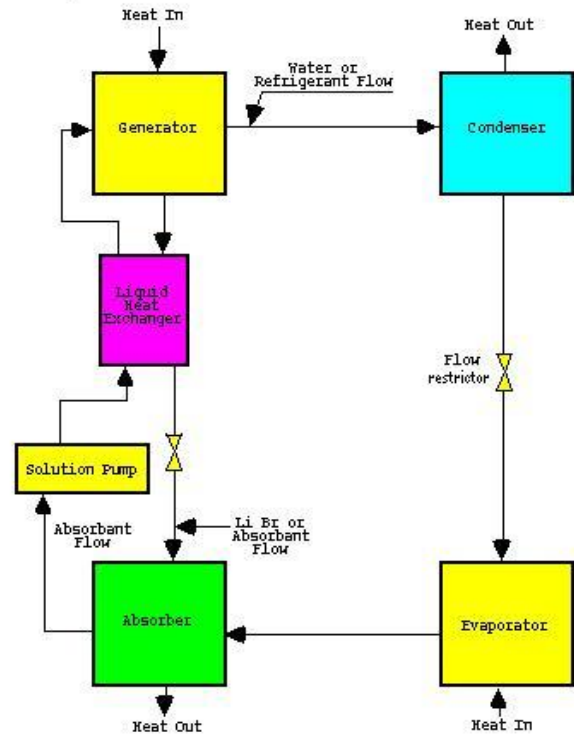 Heat In
Heat Out
Water or
Refrigerant Flow
Generator
Condenser
Liquid
Heat
Exchanger
Flow
restrictor
Solution Pump
Absorbant
Flow
Li Br or
Absorbant
Flow
Absorber
Evaporator
Heat Out
Heat In